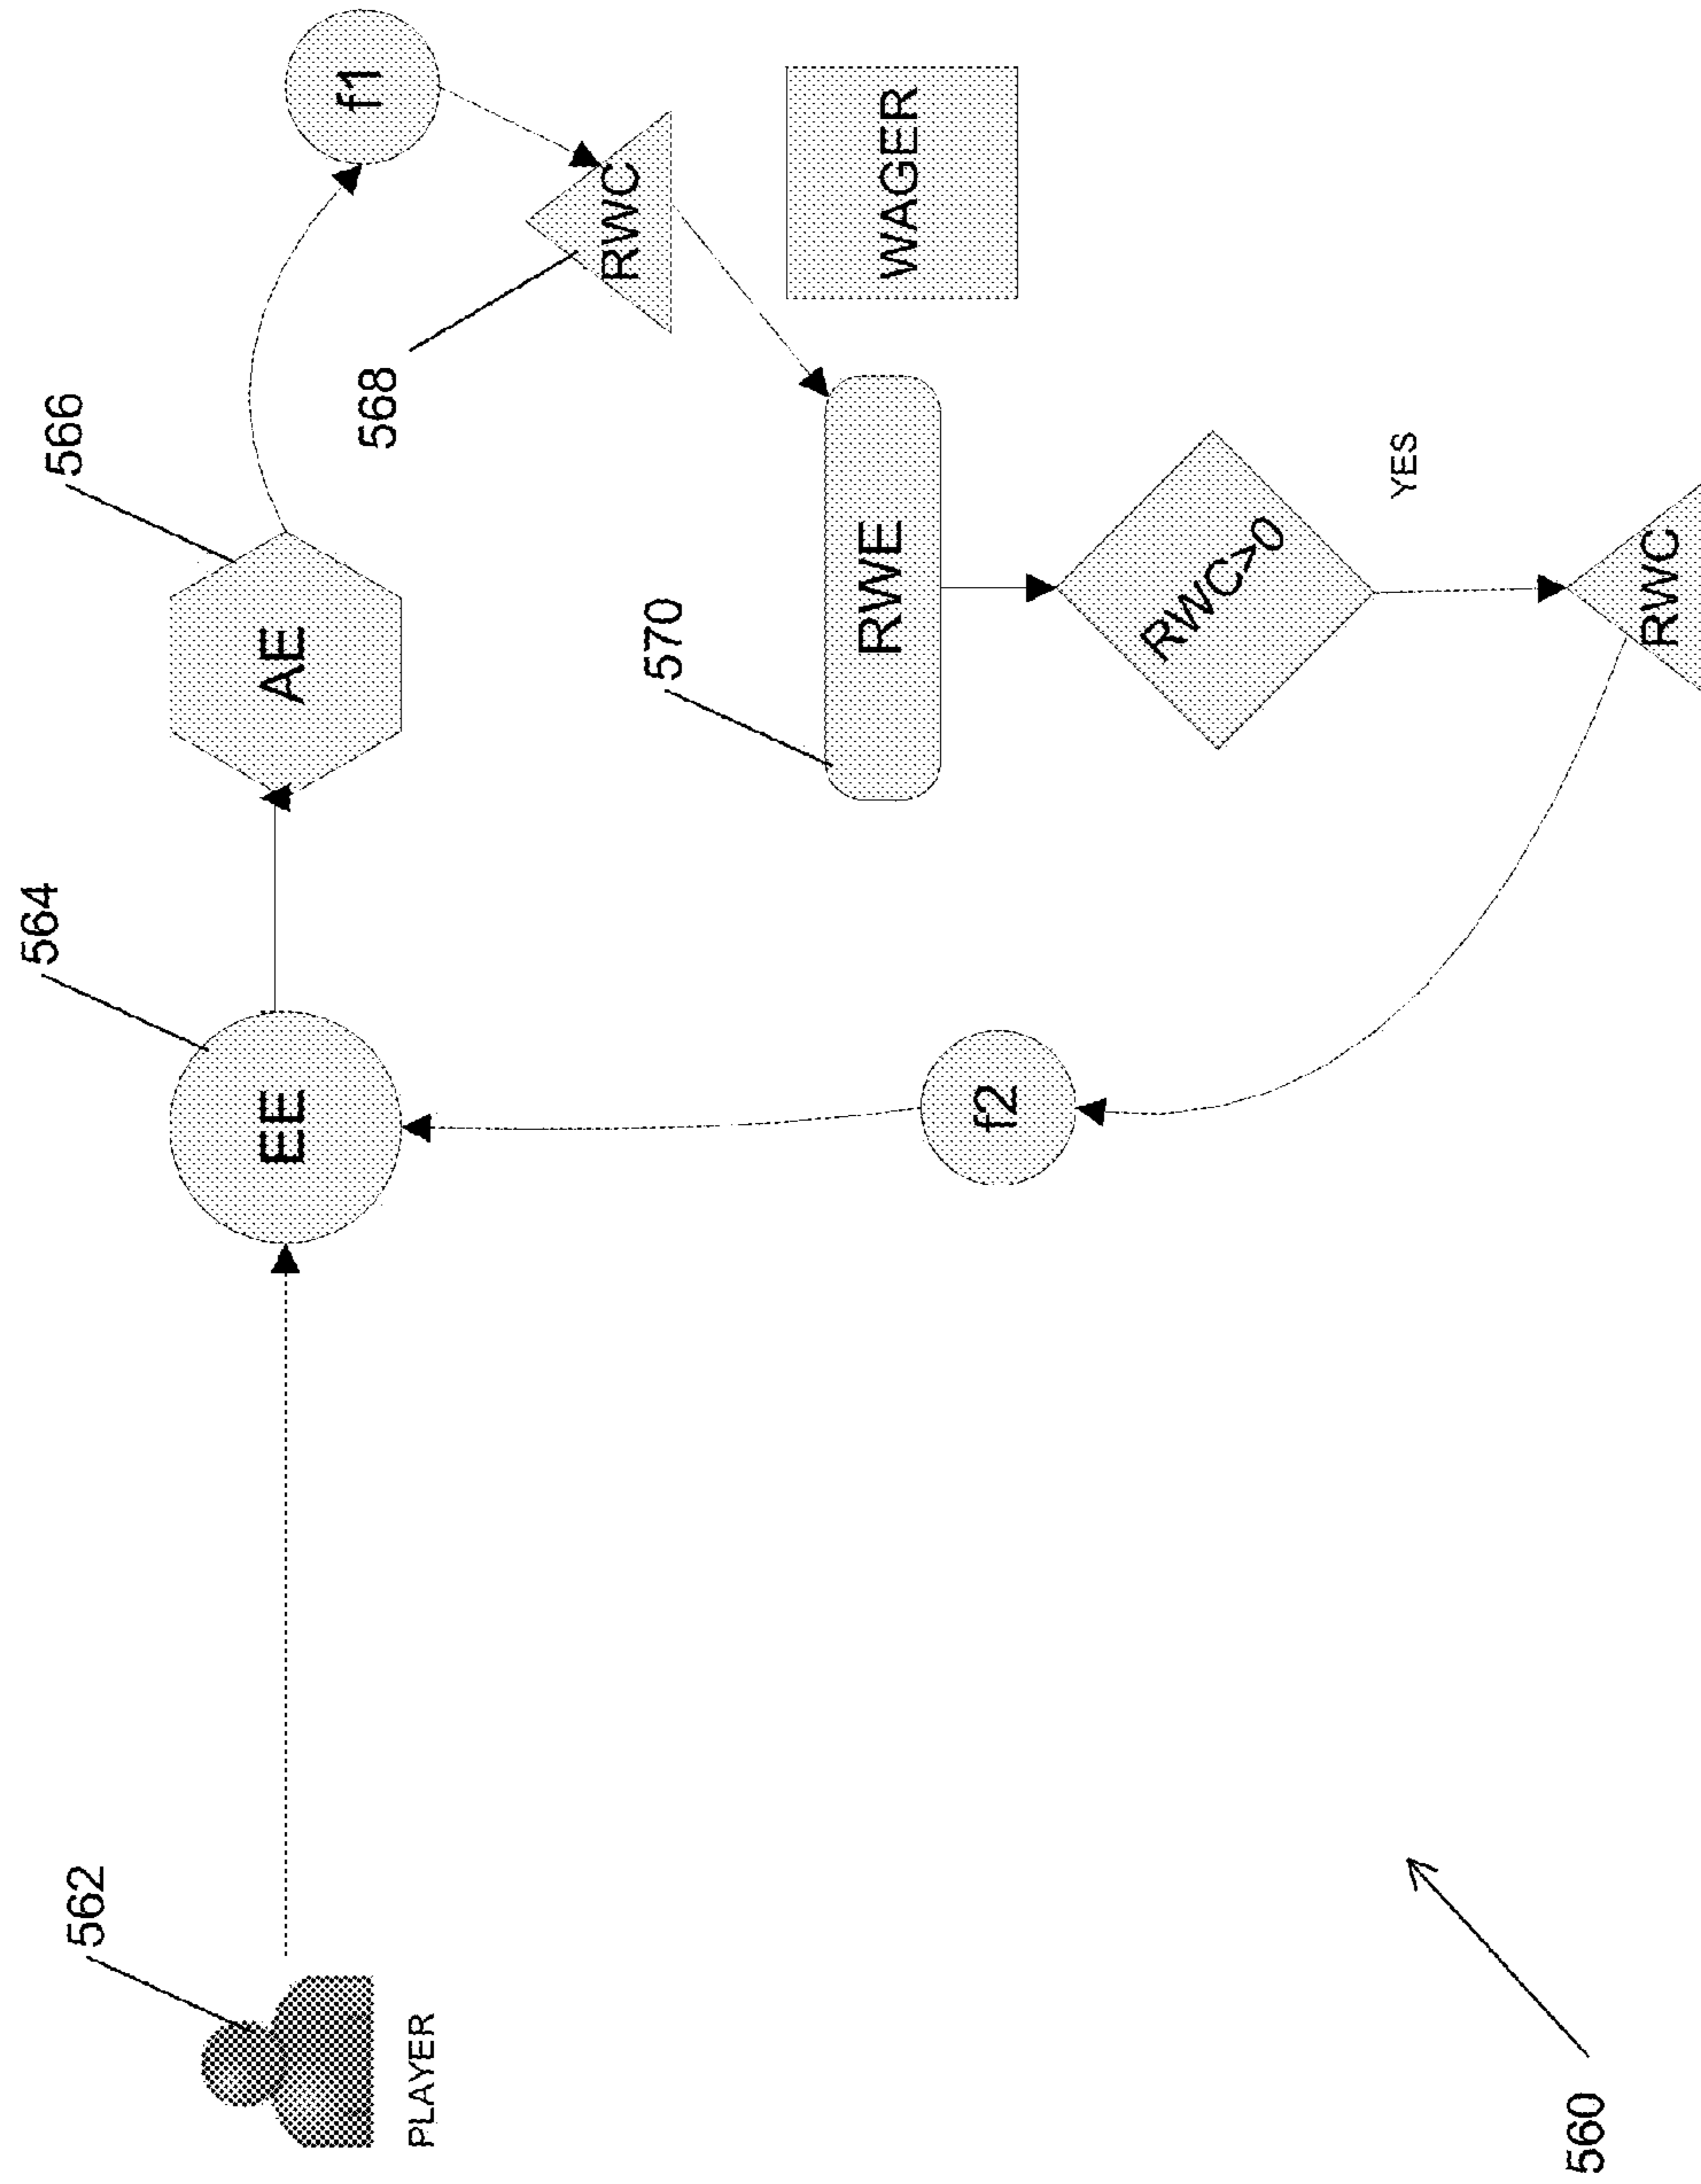 562
PLAYER
564
EE
566
AE
f1
568
RWC
WAGER
570
RWE
RWC>0
YES
RWC
f2
560